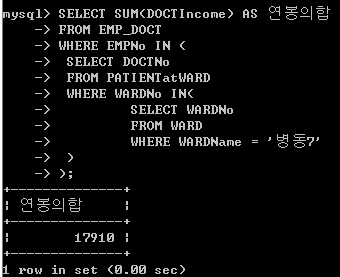 mysql> SELECT SUM(DOCTIncome) AS 연봉의합
    -> FROM EMP_DOCT
    -> WHERE EMPNo IN (
    ->  SELECT DOCTNo
    ->  FROM PATIENTatWARD
    ->  WHERE WARDNo IN(
    ->          SELECT WARDNo
    ->          FROM WARD
    ->          WHERE WARDName = '병동7'
    ->  )
    -> );
+---------------+
| 연봉의합
+---------------+
|         17910 |
+---------------+
1 row in set (0.00 sec)